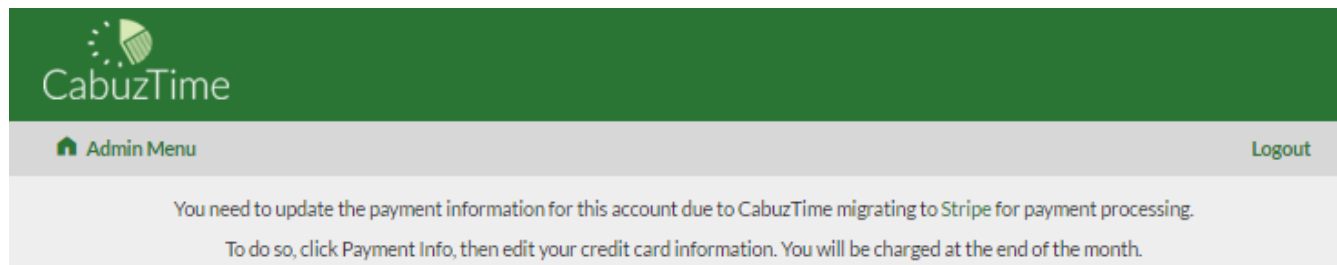 CabuzTime
Admin Menu
Logout
You need to update the payment information for this account due to CabuzTime migrating to Stripe for payment processing.
To do so, click Payment Info, then edit your credit card information. You will be charged at the end of the month.